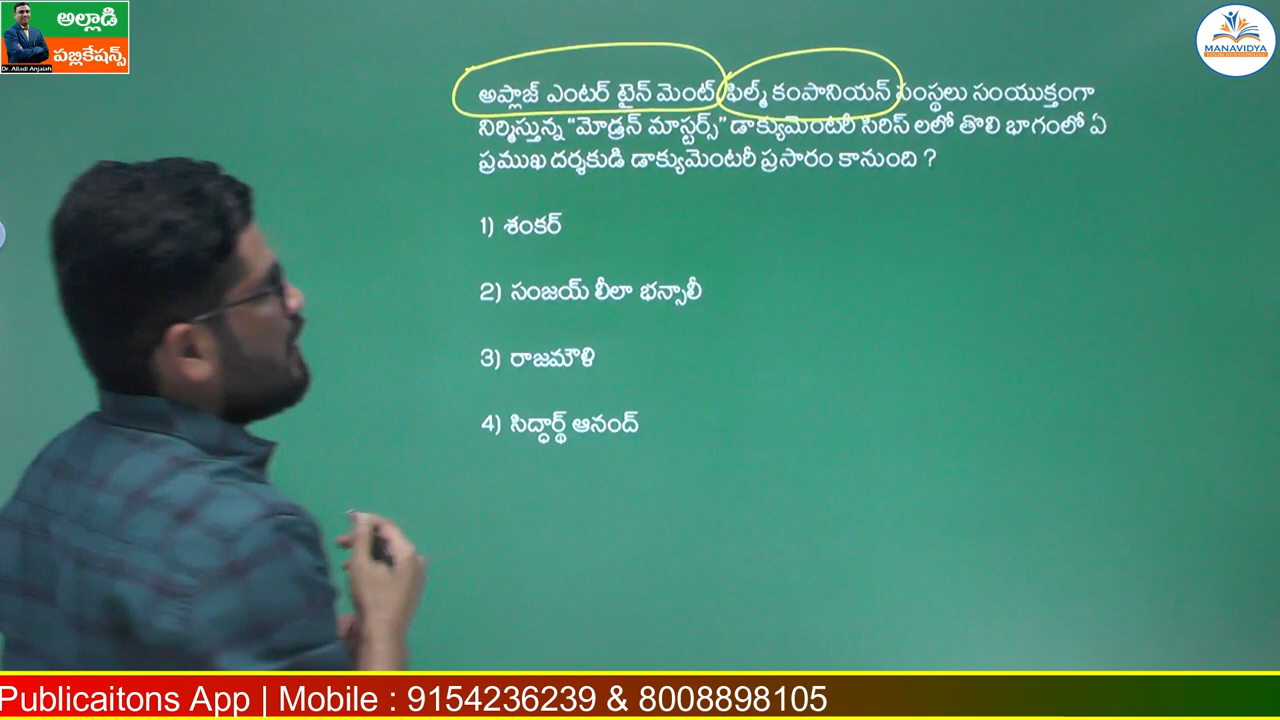 అల్లాడి
పబ్లికేషన్స్
Dr. Alladi Anjaiah
MANAVIDYA
అప్లాజ్ ఎంటర్ టైన్ మెంట్ ఫిల్మ్ కంపానియన్ సంస్థలు సంయుక్తంగా
నిర్మిస్తున్న “మోడ్రన్ మాస్టర్స్” డాక్యుమెంటరీ సిరీస్ లలో తొలి భాగంలో ఏ
ప్రముఖ దర్శకుడి డాక్యుమెంటరీ ప్రసారం కానుంది ?
1) శంకర్
2) సంజయ్ లీలా భన్సాలీ
3) రాజమౌళి
4) సిద్ధార్థ్ ఆనంద్
Publicaitons App | Mobile : 9154236239 & 8008898105